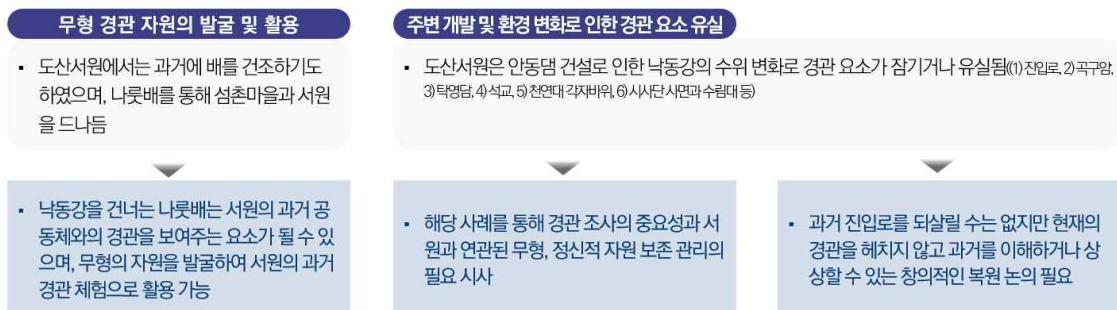 무형 경관 자원의 발굴 및 활용
▪ 도산서원에서는 과거에 배를 건조하기도
하였으며, 나룻배를 통해 섬촌마을과 서원
을 드나듬
▪ 낙동강을 건너는 나룻배는 서원의 과거 공
동체와의 경관을 보여주는 요소가 될 수 있
으며, 무형의 자원을 발굴하여 서원의 과거
경관 체험으로 활용 가능
주변 개발 및 환경 변화로 인한 경관 요소 유실
▪ 도산서원은 안동댐 건설로 인한 낙동강의 수위 변화로 경관 요소가 잠기거나 유실됨((1) 진입로, 2) 곡구암,
3) 탁영담, 4) 석교, 5) 천연대 각자바위, 6) 시사단 사면과 수림대 등)
▪ 해당 사례를 통해 경관 조사의 중요성과 서
원과 연관된 무형, 정신적 자원 보존 관리의
필요 시사
▪ 과거 진입로를 되살릴 수는 없지만 현재의
경관을 헤치지 않고 과거를 이해하거나 상
상할 수 있는 창의적인 복원 논의 필요